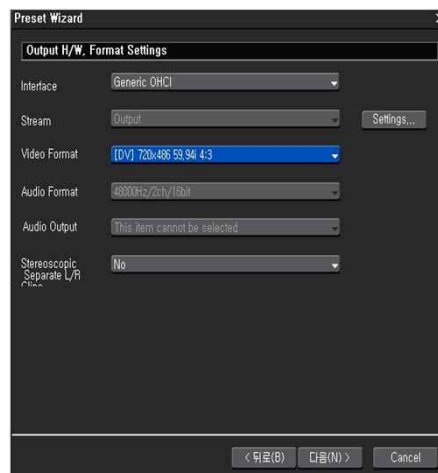 Preset Wizard
Output H/W, Format Settings
Interface
Generic OHCI
Stream
Output
Settings...
Video Format
[DV] 720x486 59,94i 4:3
Audio Format
48000Hz/2ch/16bit
Audio Output
This item cannot be selected
Stereoscopic
No
Separate L/R
< 뒤로(B)
다음(N) >
Cancel